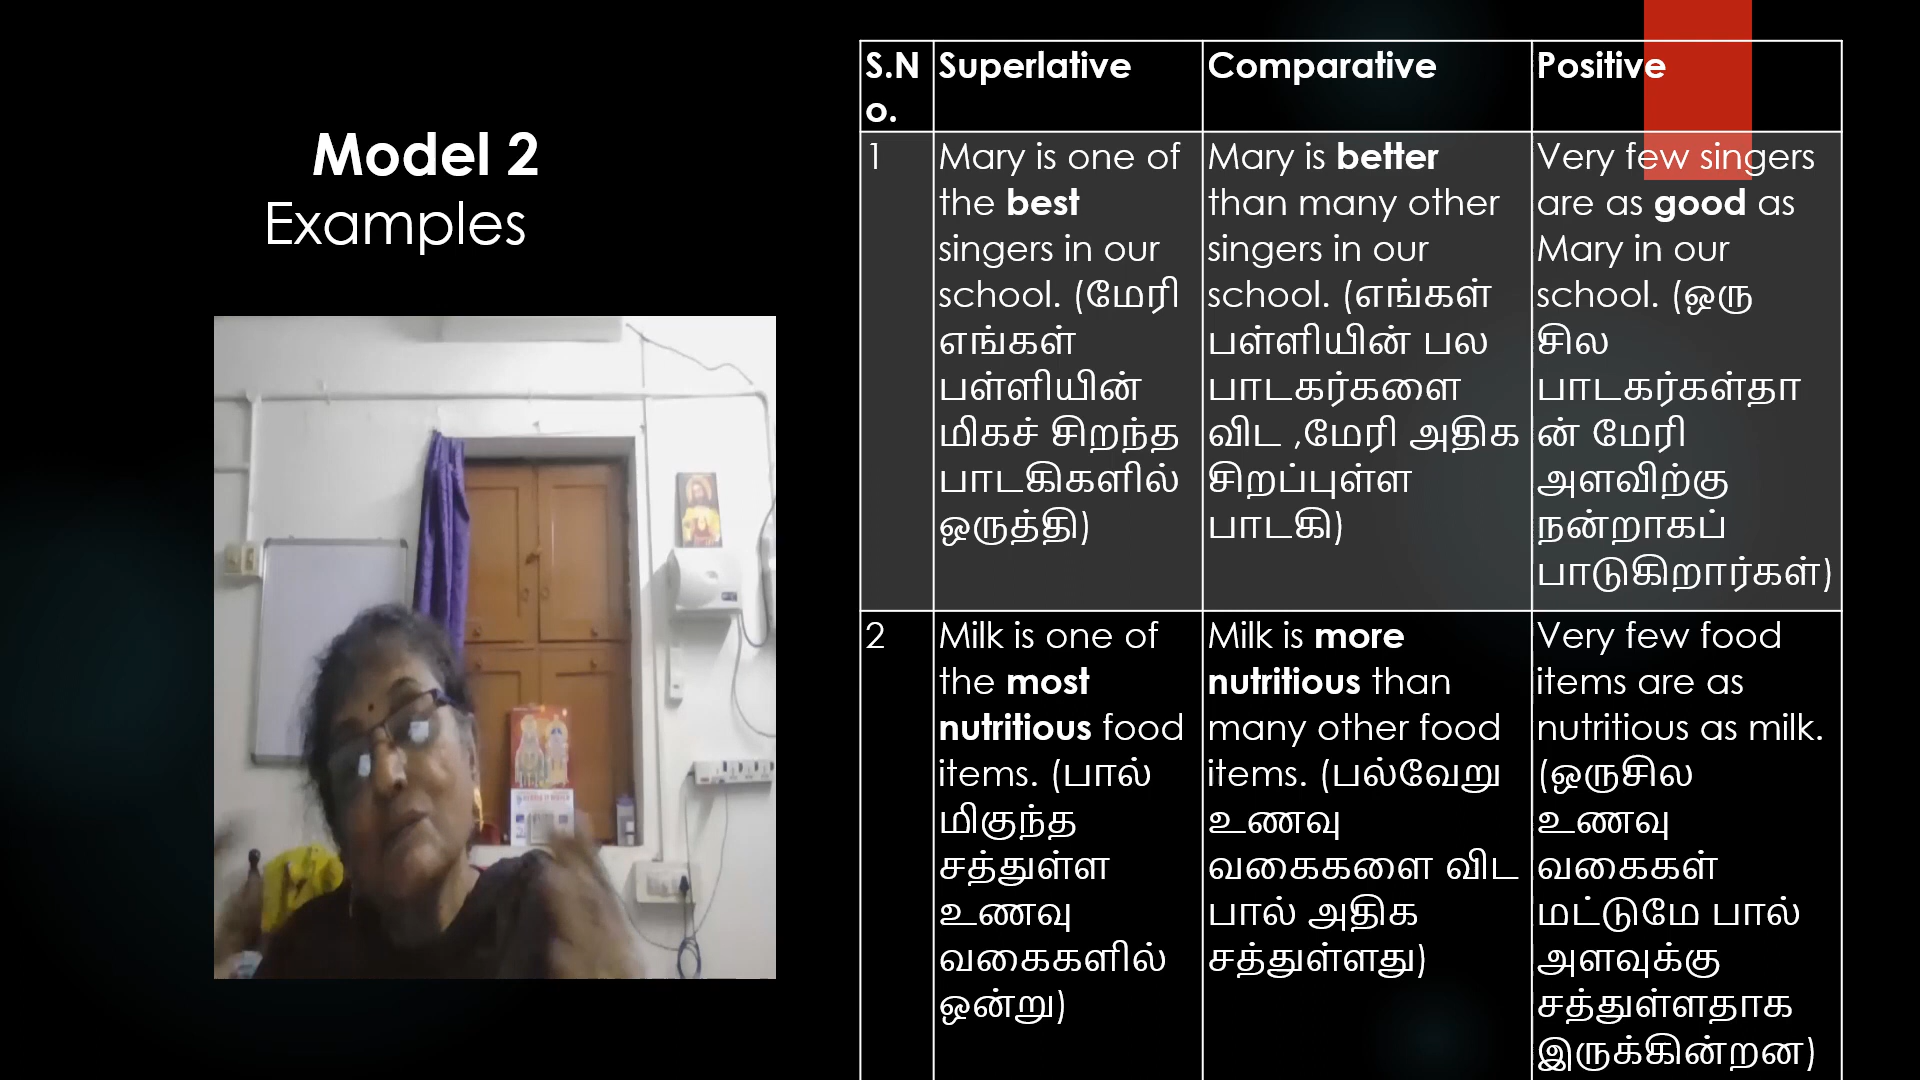 Model 2
Examples
S.N
o.
Superlative
Comparative
Positive
1
Mary is one of
the best
singers in our
school. (மேரி
எங்கள்
பள்ளியின்
மிகச் சிறந்த
பாடகிகளில்
ஒருத்தி)
Mary is better
than many other
singers in our
school. (எங்கள்
பள்ளியின் பல
பாடகர்களை
விட ,மேரி அதிக
சிறப்புள்ள
பாடகி)
Very few singers
are as good as
Mary in our
school. (ஒரு
சில
பாடகர்கள்தா
ன் மேரி
அளவிற்கு
நன்றாகப்
பாடுகிறார்கள்)
2
Milk is one of
the most
nutritious food
items. (பால்
மிகுந்த
சத்துள்ள
உணவு
வகைகளில்
ஒன்று)
Milk is more
nutritious than
many other food
items. (பல்வேறு
உணவு
வகைகளை விட
பால் அதிக
சத்துள்ளது)
Very few food
items are as
nutritious as milk.
(ஒருசில
உணவு
வகைகள்
மட்டுமே பால்
அளவுக்கு
சத்துள்ளதாக
இருக்கின்றன)